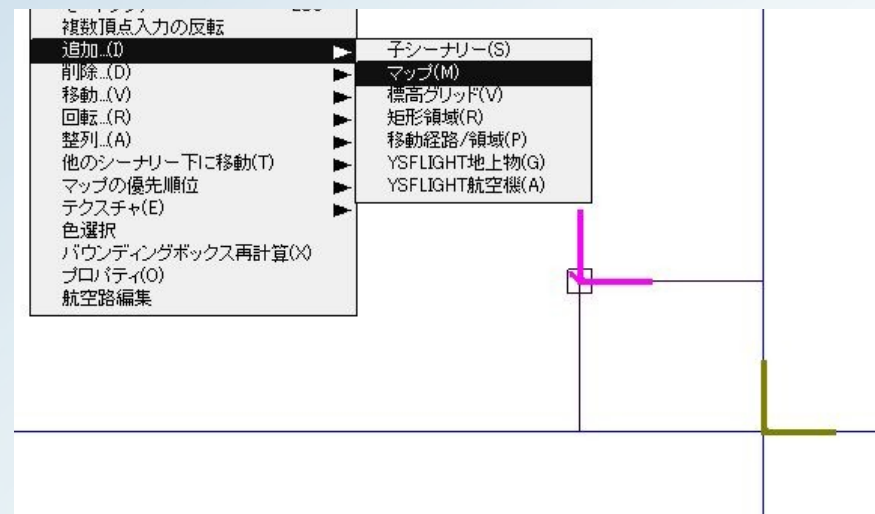 複数頂点入力の反転
追加...(I)
削除...(D)
移動...(V)
回転...(R)
整列...(A)
他のシーナリー下に移動(T)
マップの優先順位
テクスチャ(E)
色選択
バウンディングボックス再計算(X)
プロパティ(O)
航空路編集
子シーナリー(S)
マップ(M)
標高グリッド(V)
矩形領域(R)
移動経路/領域(P)
YSFLIGHT地上物(G)
YSFLIGHT航空機(A)